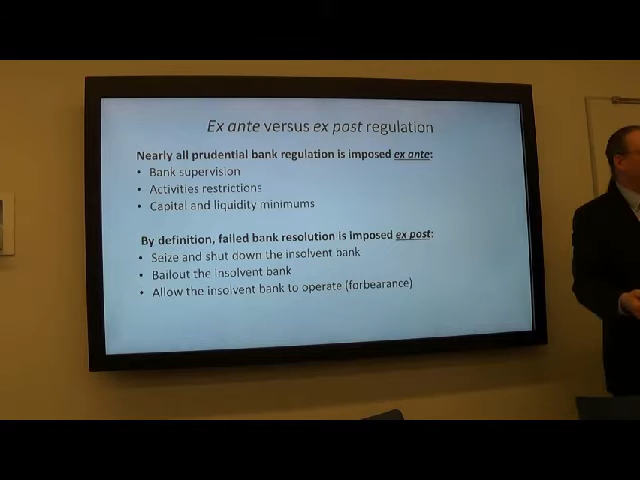 Ex ante versus ex post regulation
Nearly all prudential bank regulation is imposed ex ante:
• Bank supervision
• Activities restrictions
• Capital and liquidity minimums
By definition, failed bank resolution is imposed ex post:
• Seize and shut down the insolvent bank
• Bailout the insolvent bank
• Allow the insolvent bank to operate (forbearance)